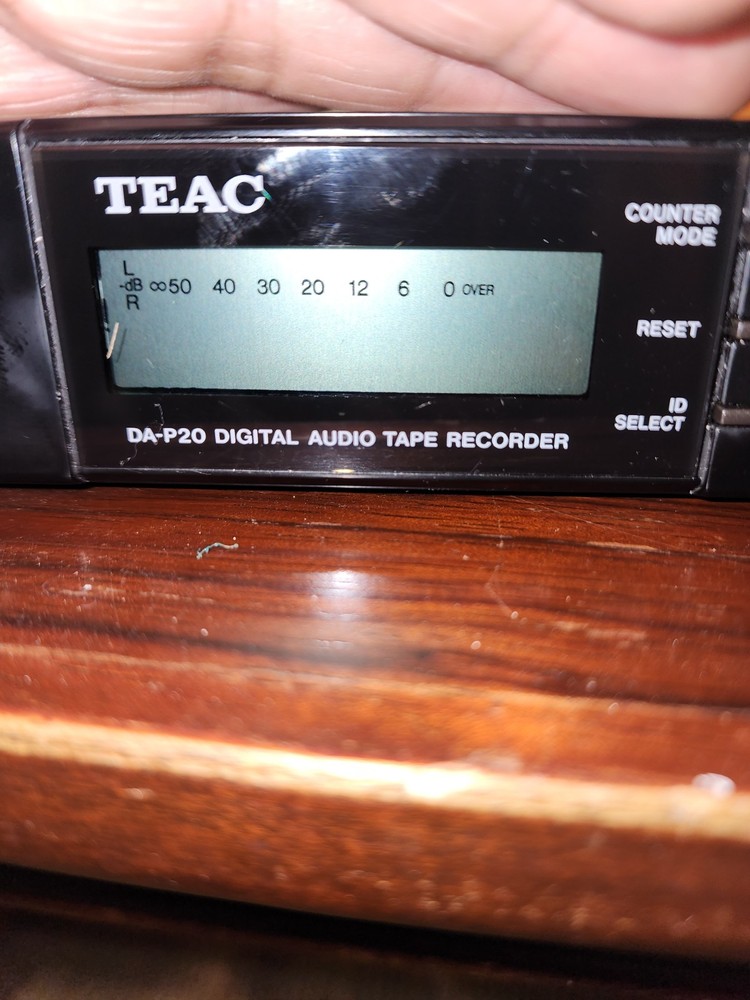 TEAC
COUNTER
MODE
L
-dB ∞ 50 40 30 20 12 6 0 OVER
R
RESET
ID
SELECT
DA-P20 DIGITAL AUDIO TAPE RECORDER